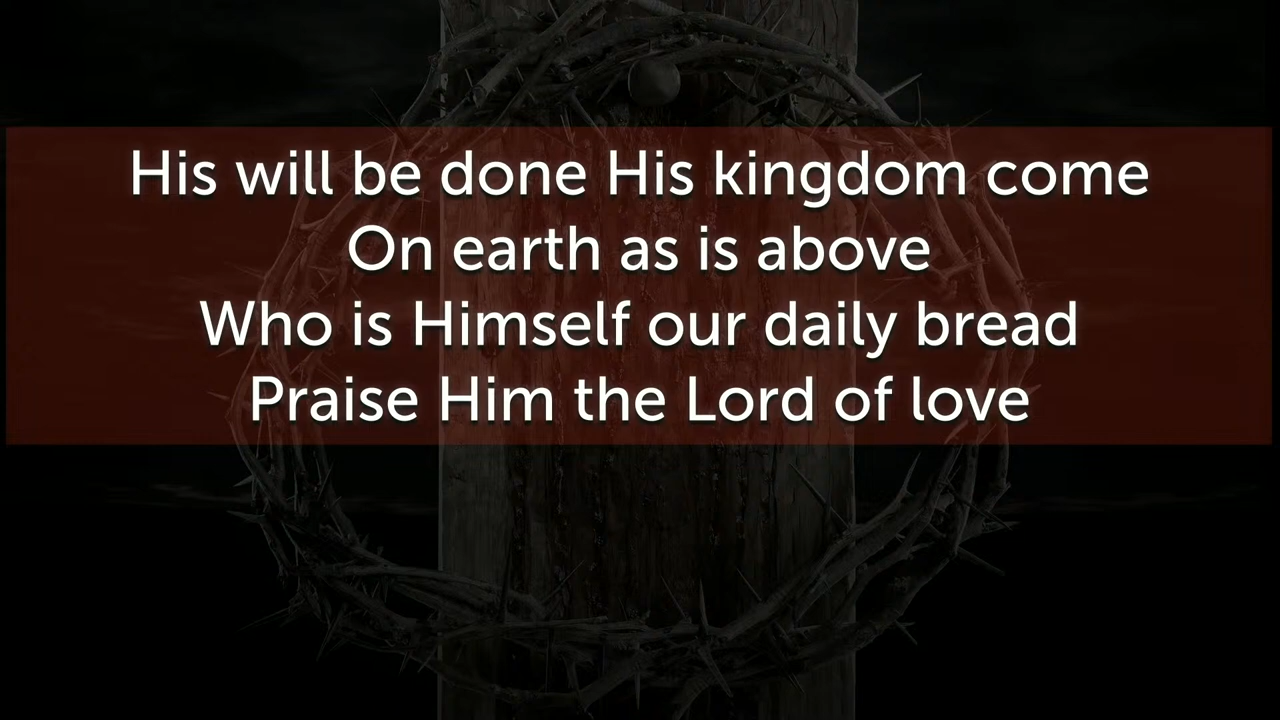 His will be done His kingdom come
On earth as is above
Who is Himself our daily bread
Praise Him the Lord of love